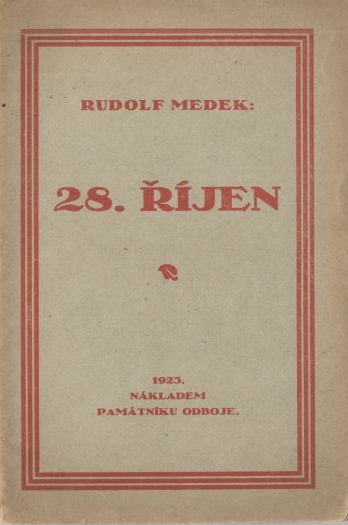 RUDOLF MEDEK:
28. ŘÍJEN
1923.
NÁKLADEM
PAMÁTNÍKU ODBOJE.